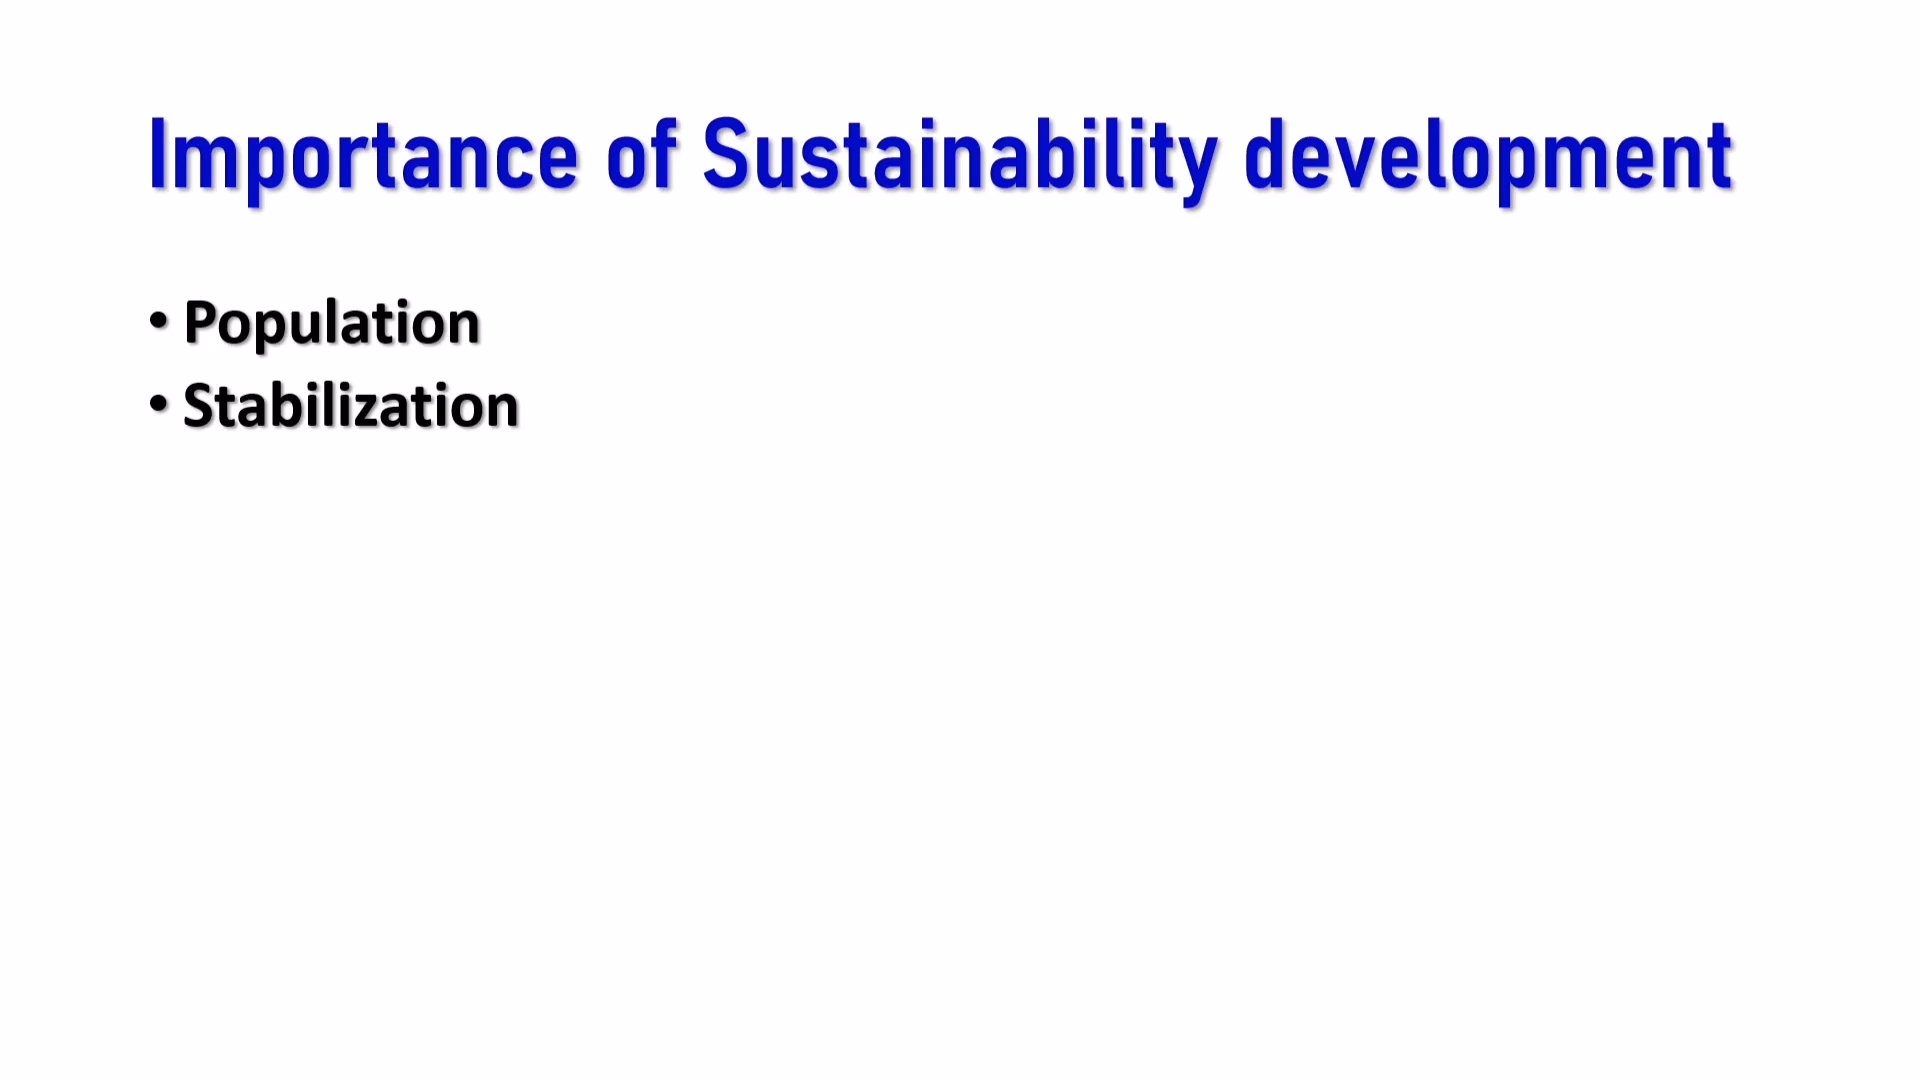 Importance of Sustainability development
• Population
• Stabilization